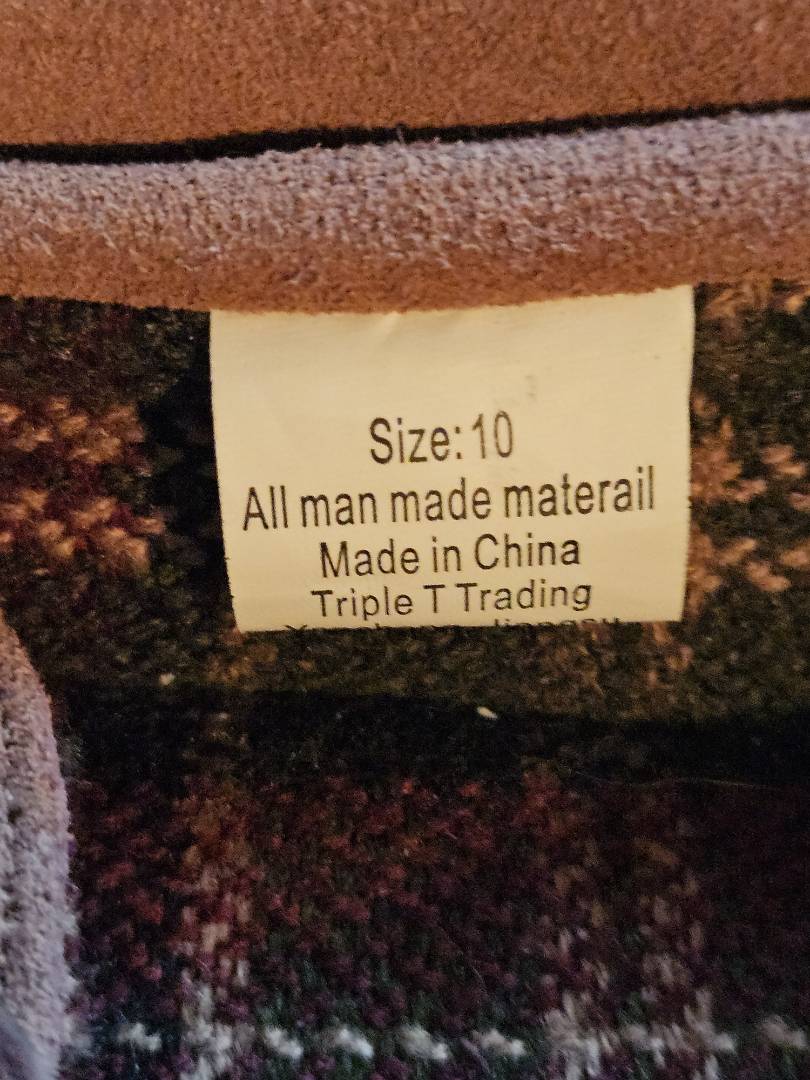 Size:10
All man made materail
Made in China
Triple T Trading